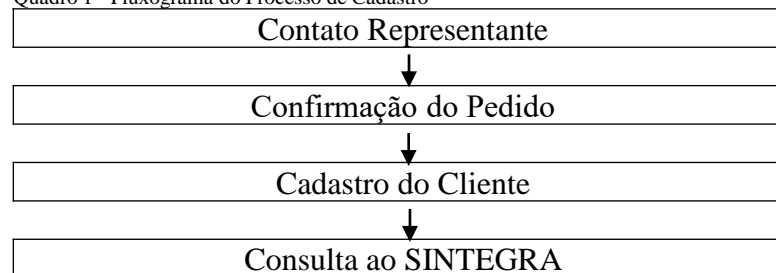 Quadro 1 - Fluxograma do Processo de Cadastro
Contato Representante
Confirmação do Pedido
Cadastro do Cliente
Consulta ao SINTEGRA